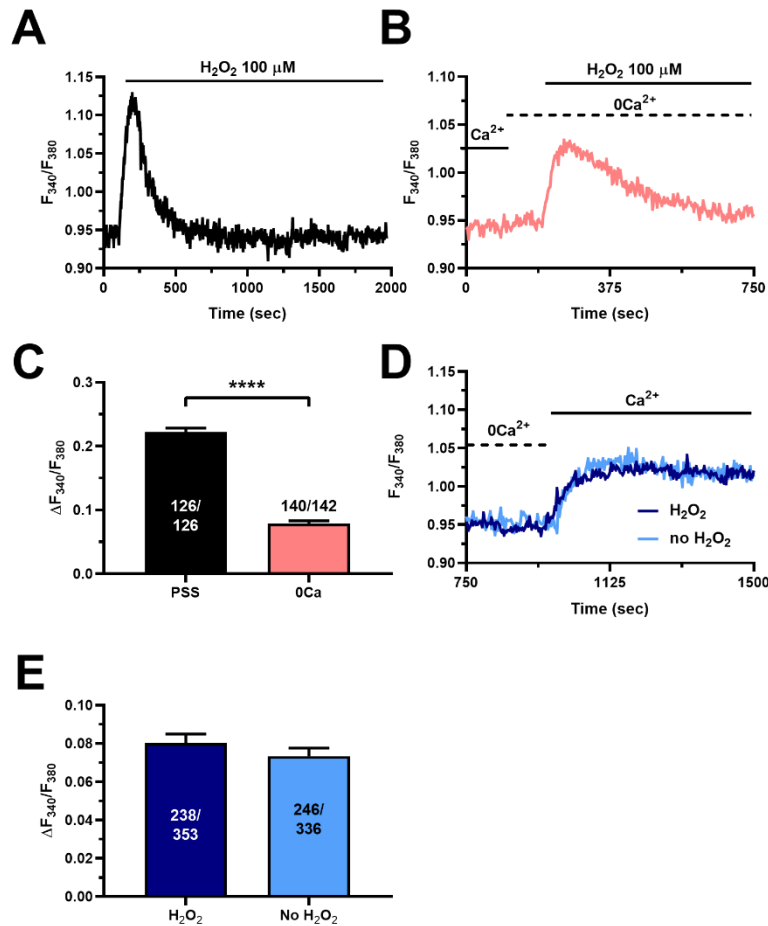 A
H₂O₂ 100 µM
1.15
1.10
1.05
1.00
0.95
0.90
F₃₄₀/F₃₈₀
0 500 1000 1500 2000
Time (sec)
B
H₂O₂ 100 µM
0Ca²⁺
Ca²⁺
1.10
1.05
1.00
0.95
0.90
F₃₄₀/F₃₈₀
0 375 750
Time (sec)
C
****
0.3
0.2
0.1
0.0
ΔF₃₄₀/F₃₈₀
126/
126
140/142
PSS 0Ca
D
Ca²⁺
0Ca²⁺
1.15
1.10
1.05
1.00
0.95
0.90
F₃₄₀/F₃₈₀
H₂O₂
no H₂O₂
750 1125 1500
Time (sec)
E
0.10
0.08
0.06
0.04
0.02
0.00
ΔF₃₄₀/F₃₈₀
238/
353
246/
336
H₂O₂ No H₂O₂